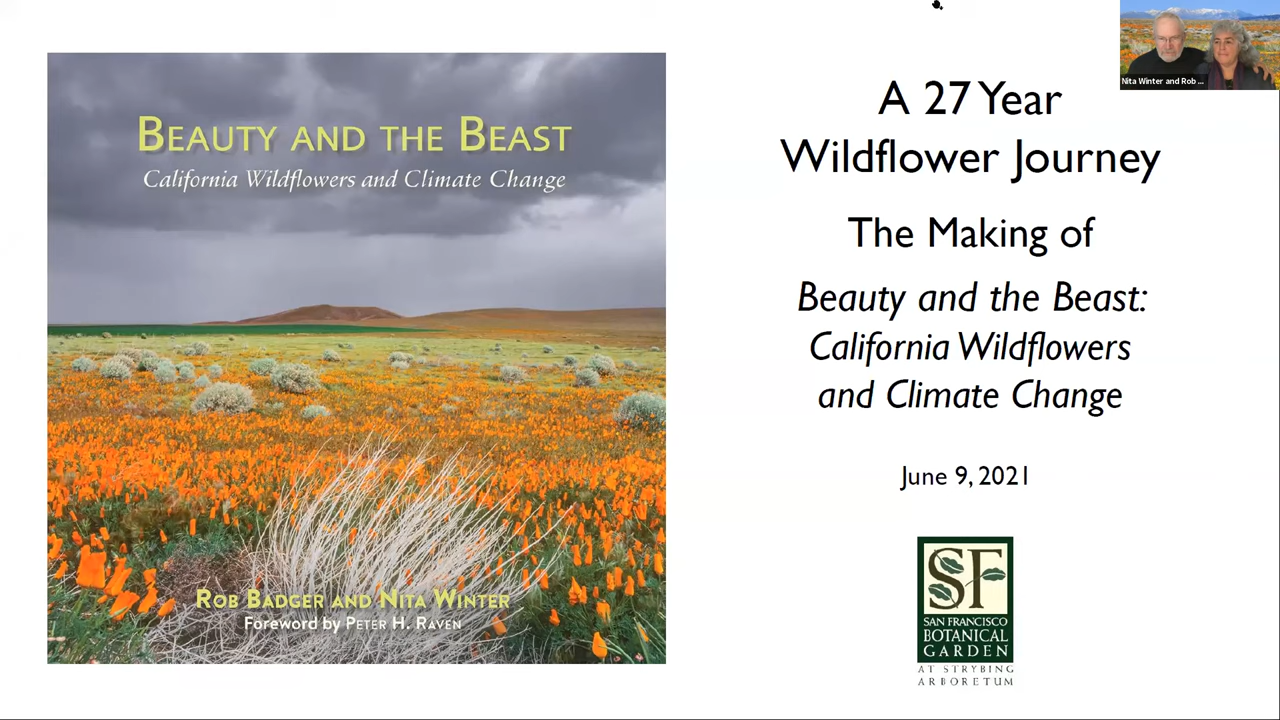 BEAUTY AND THE BEAST
California Wildflowers and Climate Change
ROB BADGER AND NITA WINTER
Foreword by PETER H. RAVEN
A 27 Year
Wildflower Journey
The Making of
Beauty and the Beast:
California Wildflowers
and Climate Change
June 9, 2021
SF
SAN FRANCISCO
BOTANICAL
GARDEN
AT STRYBING
ARBORETUM
Nita Winter and Rob ...